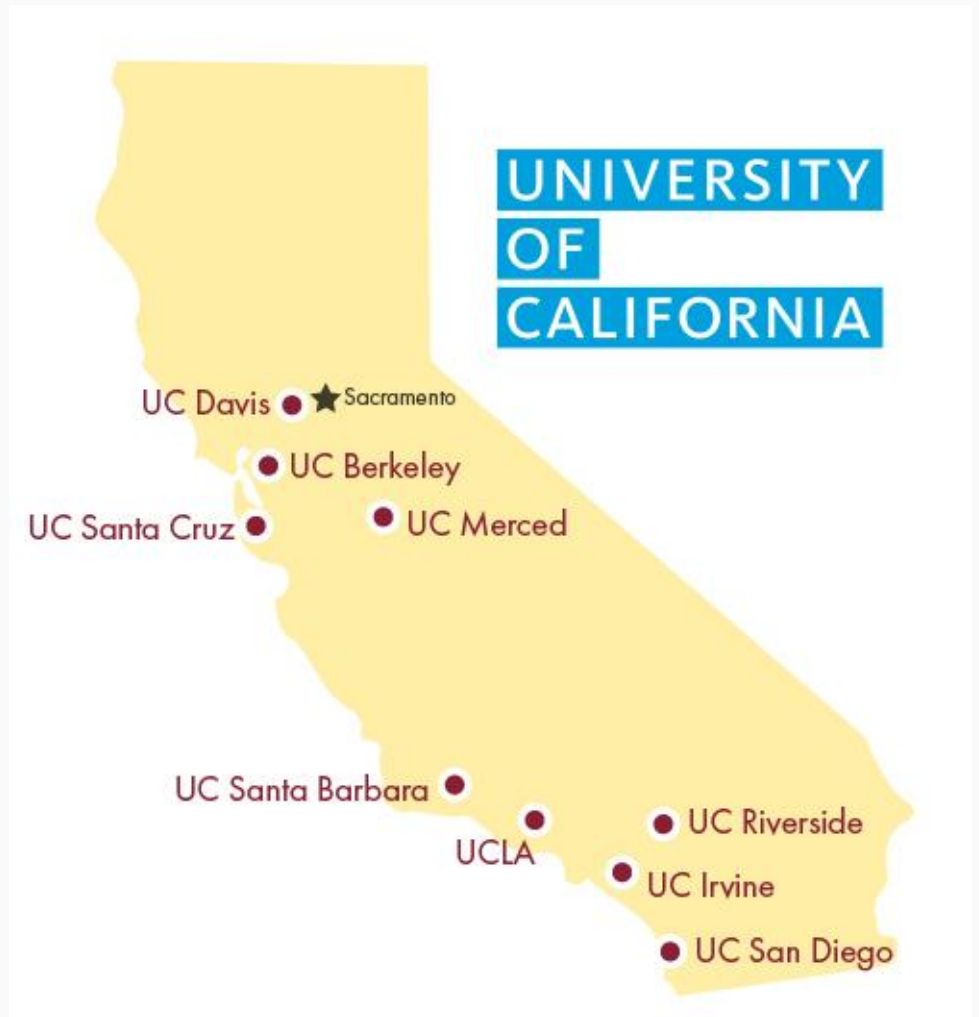 UNIVERSITY
OF
CALIFORNIA
UC Davis
Sacramento
UC Berkeley
UC Santa Cruz
UC Merced
UC Santa Barbara
UCLA
UC Riverside
UC Irvine
UC San Diego